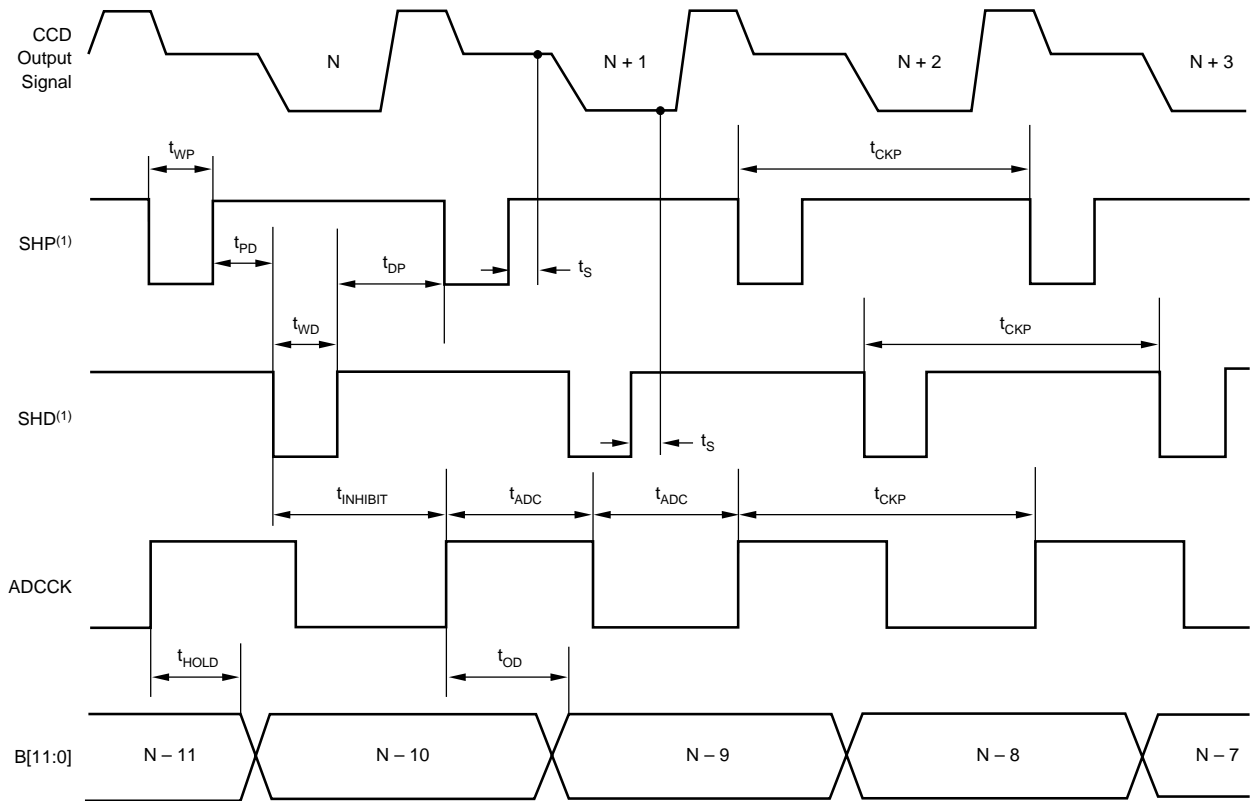 CCD
Output
Signal
N
N + 1
N + 2
N + 3
tWP
tCKP
SHP(1)
tPD
tDP
tS
tWD
tCKP
SHD(1)
tS
tINHIBIT
tADC
tADC
tCKP
ADCCK
tHOLD
tOD
B[11:0]
N – 11
N – 10
N – 9
N – 8
N – 7